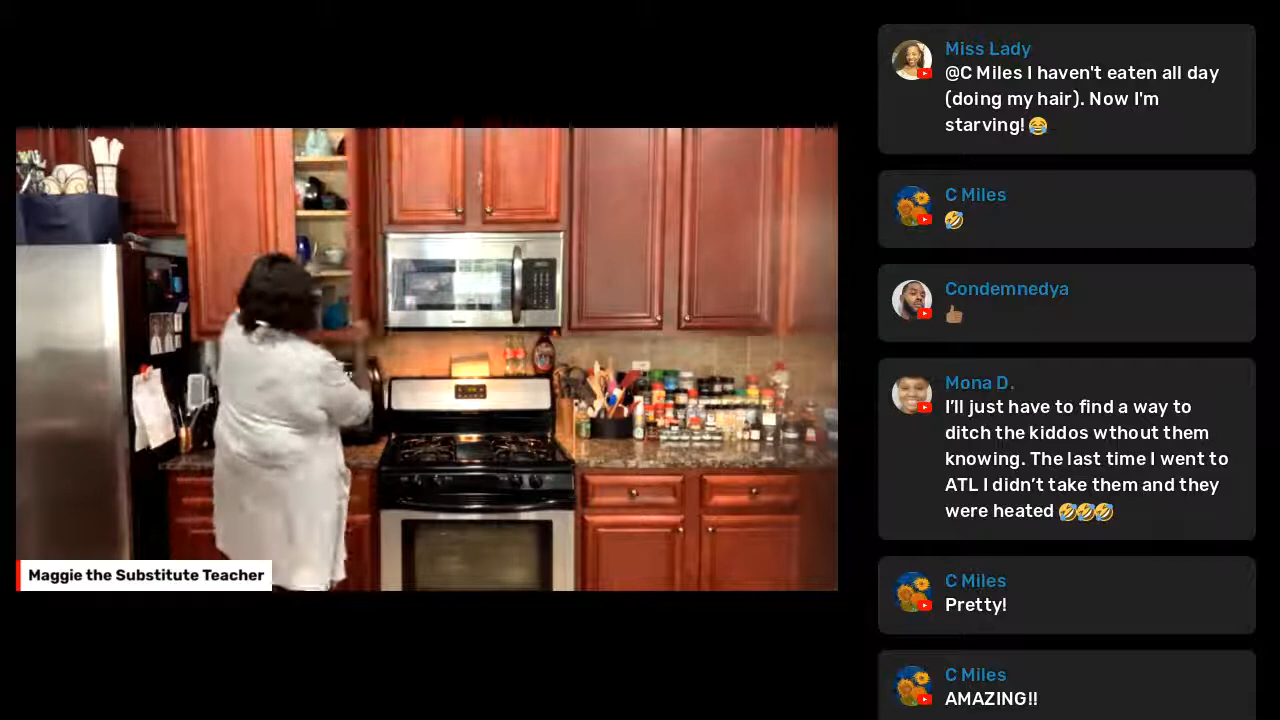 Miss Lady
@C Miles I haven't eaten all day
(doing my hair). Now I'm
starving! 😂
C Miles
🤣
Condemnedya
👍🏽
Mona D.
I’ll just have to find a way to
ditch the kiddos wthout them
knowing. The last time I went to
ATL I didn’t take them and they
were heated 🤣🤣🤣
C Miles
Pretty!
C Miles
AMAZING!!
Maggie the Substitute Teacher